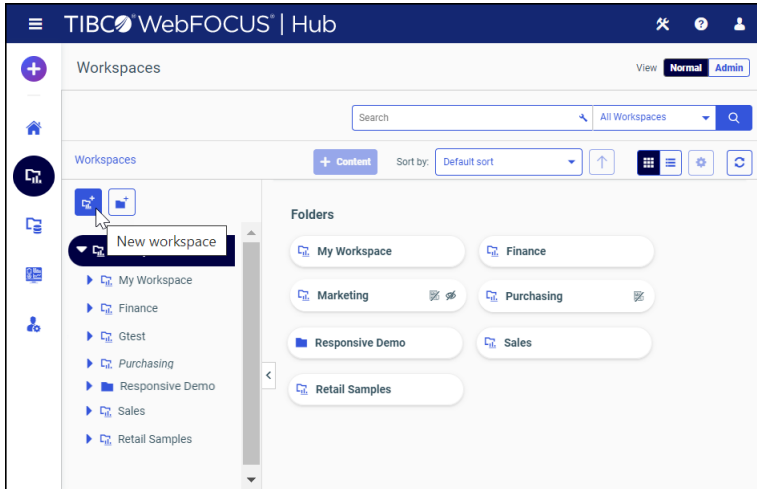 TIBCO® WebFOCUS® | Hub
Workspaces
View Normal Admin
Search
All Workspaces
Workspaces
+ Content
Sort by:
Default sort
New workspace
My Workspace
Finance
Gtest
Purchasing
Responsive Demo
Sales
Retail Samples
Folders
My Workspace
Finance
Marketing
Purchasing
Responsive Demo
Sales
Retail Samples